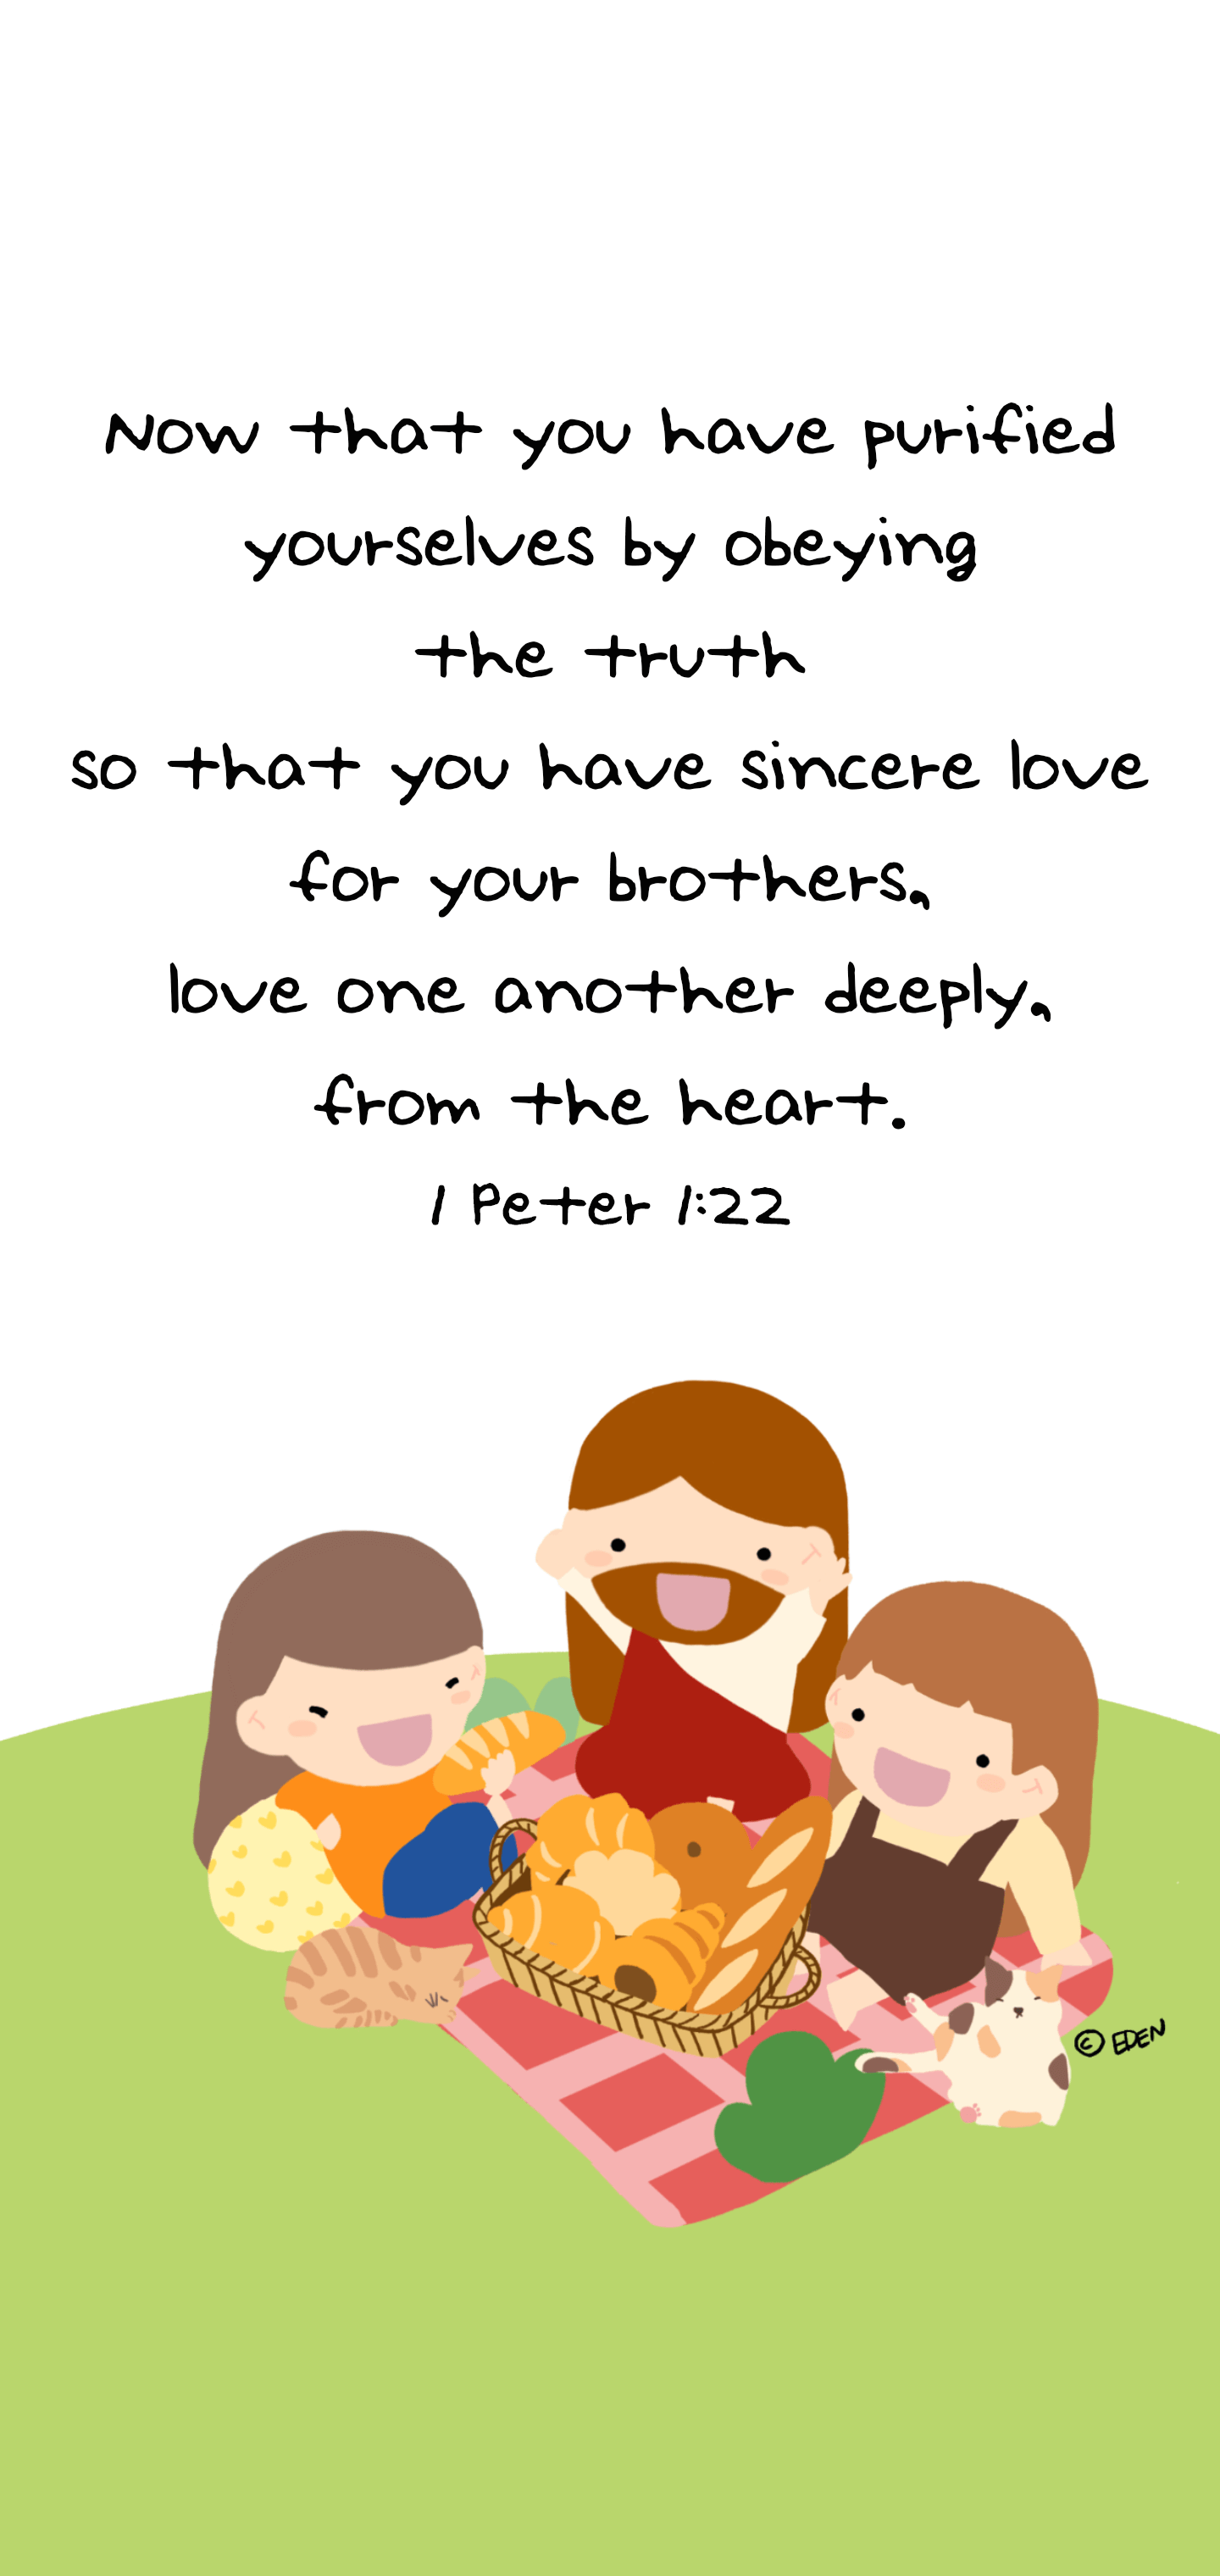 Now that you have purified
yourselves by obeying
the truth
so that you have sincere love
for your brothers,
love one another deeply,
from the heart.
1 Peter 1:22
© EDEN